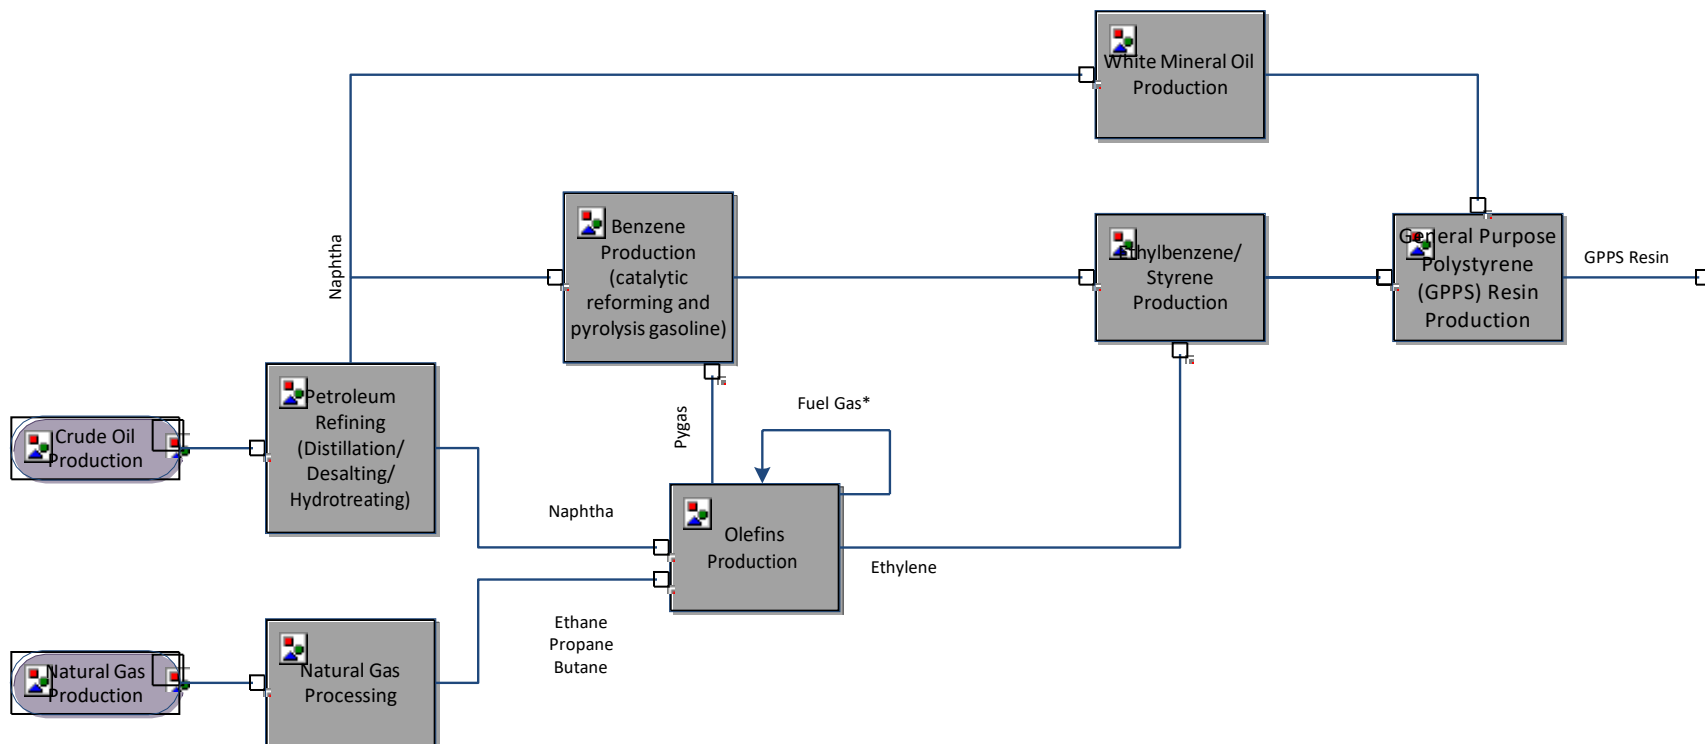 White Mineral Oil
Production
Naphtha
Benzene
Production
(catalytic
reforming and
pyrolysis gasoline)
Ethylbenzene/
Styrene
Production
General Purpose
Polystyrene
(GPPS) Resin
Production
GPPS Resin
Petroleum
Refining
(Distillation/
Desalting/
Hydrotreating)
Crude Oil
Production
Pygas
Fuel Gas*
Naphtha
Olefins
Production
Ethylene
Ethane
Propane
Butane
Natural Gas
Production
Natural Gas
Processing